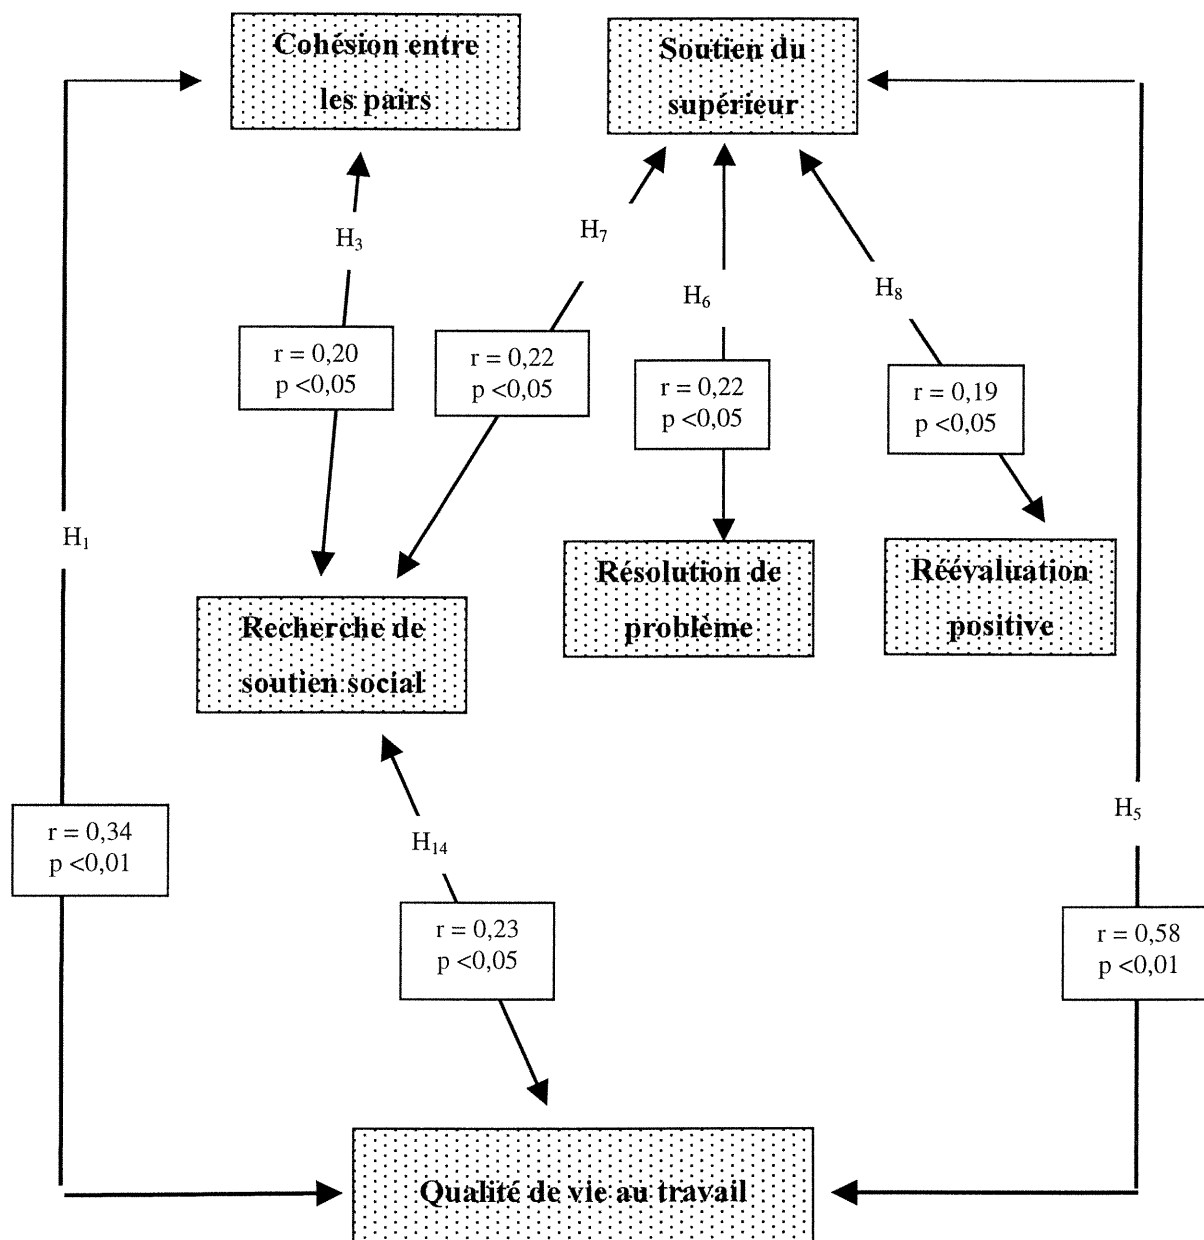 Cohésion entre
les pairs
Soutien du
supérieur
H₃
H₇
H₆
H₈
r = 0,20
p <0,05
r = 0,22
p <0,05
r = 0,22
p <0,05
r = 0,19
p <0,05
H₁
Recherche de
soutien social
Résolution de
problème
Réévaluation
positive
r = 0,34
p <0,01
H₁₄
H₅
r = 0,23
p <0,05
r = 0,58
p <0,01
Qualité de vie au travail